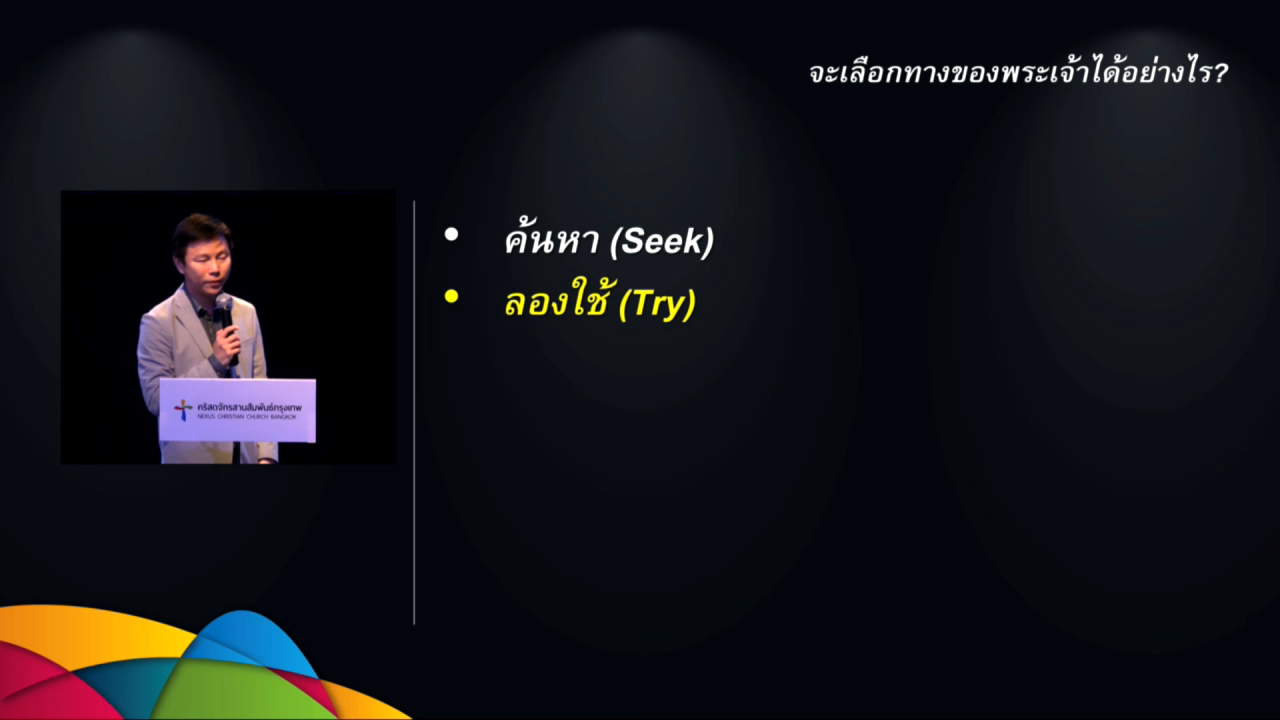 จะเลือกทางของพระเจ้าได้อย่างไร?
• ค้นหา (Seek)
• ลองใช้ (Try)
คริสตจักรสานสัมพันธ์กรุงเทพ
NEXUS CHRISTIAN CHURCH BANGKOK